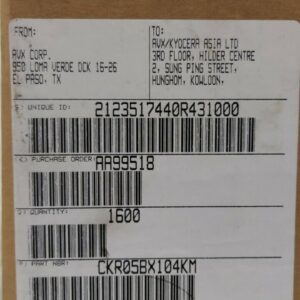 FROM:
AVX CORP.
950 LOMA VERDE DCK 15-26
EL PASO, TX
TO:
AVX/KYOCERA ASIA LTD
3RD FLOOR, HILDER CENTRE
2, SUNG PING STREET,
HUNGHOM, KOWLOON,
UNIQUE ID:
2123517440R431000
PURCHASE ORDER:
AA99518
QUANTITY:
1600
PART NBR:
CKR05BX104KM